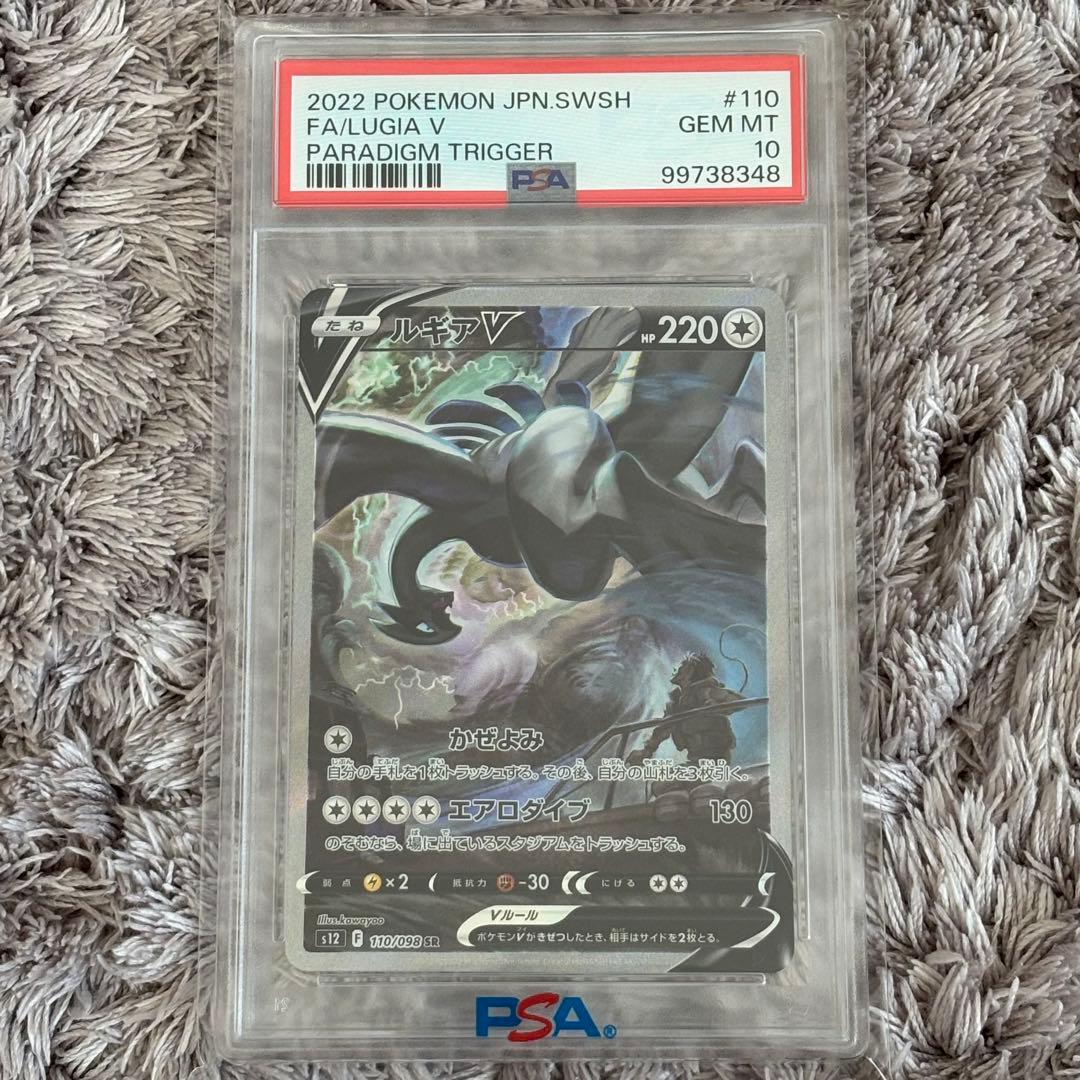 2022 POKEMON JPN.SWSH #110
FA/LUGIA V GEM MT
PARADIGM TRIGGER 10
PSA 99738348
たね ルギアV HP 220
かぜよみ
自分の手札を1枚トラッシュする。その後、自分の山札を3枚引く。
エアロダイブ 130
のぞむなら、場に出ているスタジアムをトラッシュする。
弱点 ×2 抵抗力 -30 にげる
Illus.kawayoo
Vルール
s12 F 110/098 SR ポケモンVがきぜつしたとき、相手はサイドを2枚とる。
PSA®